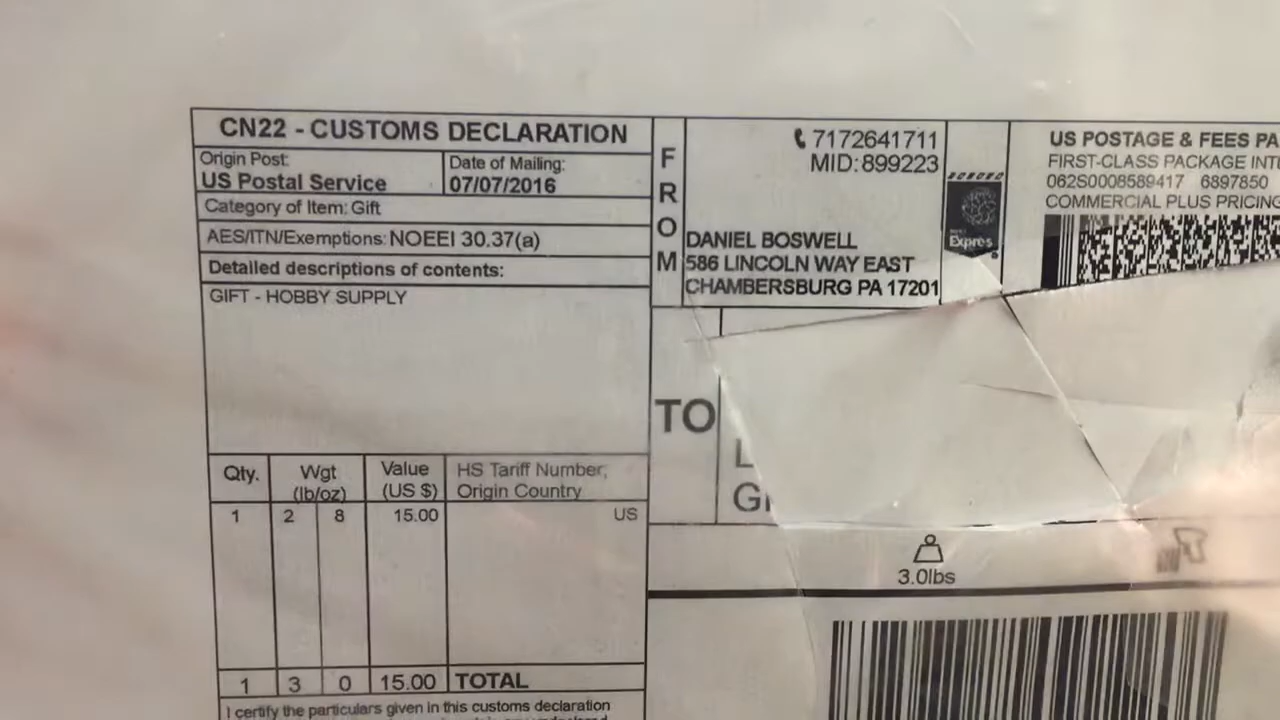 CN22 - CUSTOMS DECLARATION
Origin Post:
US Postal Service
Date of Mailing:
07/07/2016
Category of Item: Gift
AES/ITN/Exemptions: NOEEI 30.37(a)
Detailed descriptions of contents:
GIFT - HOBBY SUPPLY
Qty. Wgt (lb/oz) Value (US $) HS Tariff Number, Origin Country
1 2 8 15.00 US
1 3 0 15.00 TOTAL
I certify the particulars given in this customs declaration
FROM
7172641711
MID: 899223
DANIEL BOSWELL
586 LINCOLN WAY EAST
CHAMBERSBURG PA 17201
Expres
US POSTAGE & FEES PA
FIRST-CLASS PACKAGE INT
062S0008589417 6897850
COMMERCIAL PLUS PRICING
TO
L
G
3.0lbs